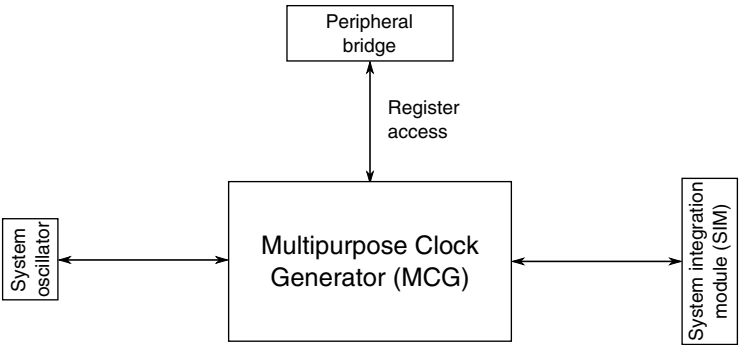 Peripheral
bridge
Register
access
System
oscillator
Multipurpose Clock
Generator (MCG)
System integration
module (SIM)